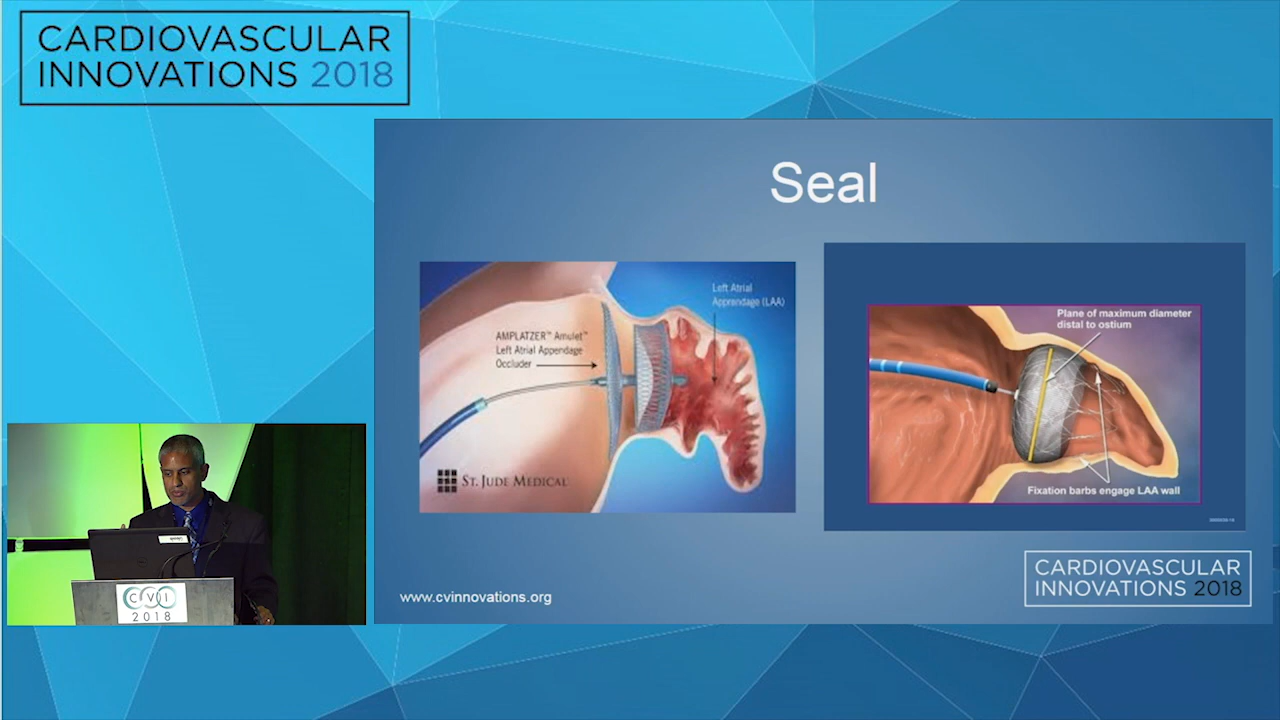 CARDIOVASCULAR
INNOVATIONS 2018
Seal
Left Atrial
Appendage (LAA)
AMPLATZER™ Amulet™
Left Atrial Appendage
Occluder
ST. JUDE MEDICAL
Plane of maximum diameter
distal to ostium
Fixation barbs engage LAA wall
www.cvinnovations.org
CARDIOVASCULAR
INNOVATIONS 2018
CVI
2018